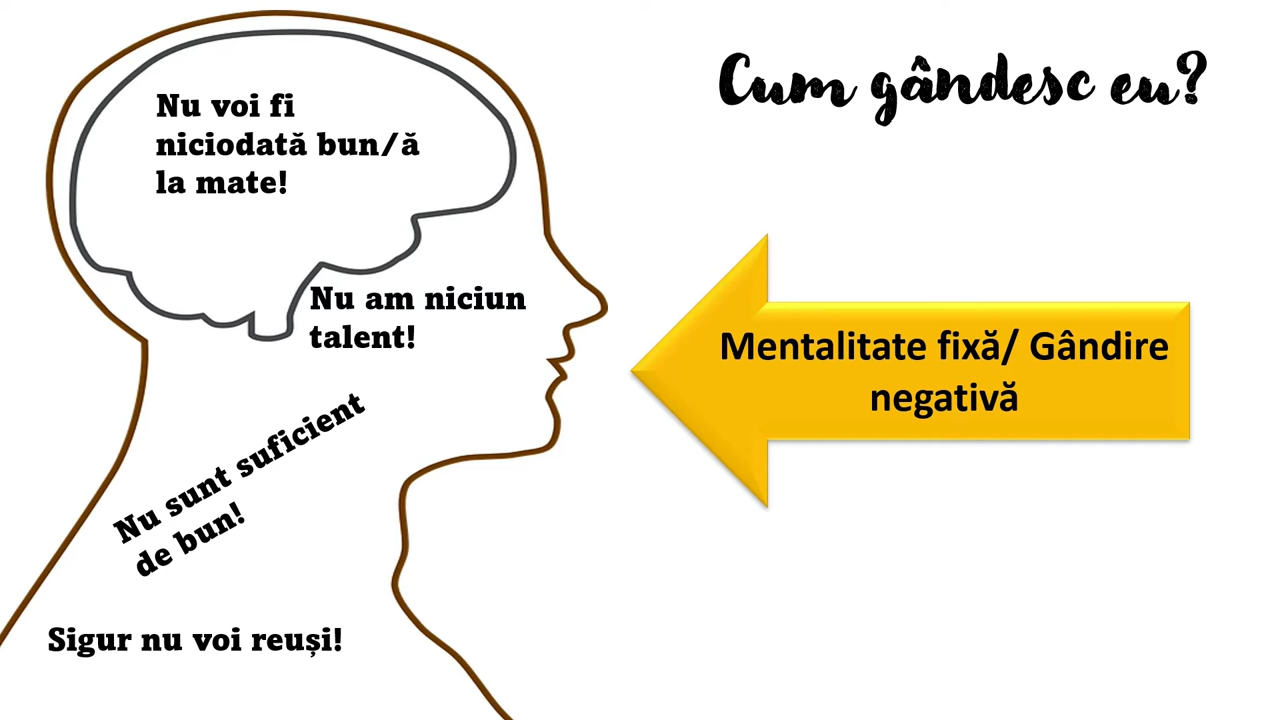 Cum gândesc eu?
Nu voi fi
niciodată bun/ă
la mate!
Nu am niciun
talent!
Mentalitate fixă/ Gândire
negativă
Nu sunt suficient
de bun!
Sigur nu voi reuși!